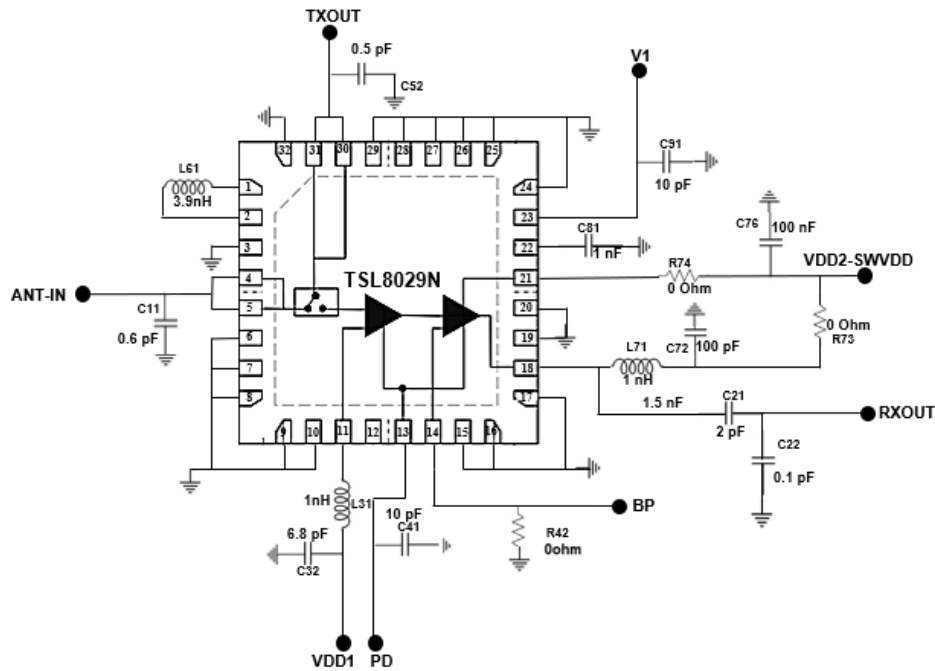 TXOUT
0.5 pF
C52
V1
32
31
30
29
28
27
26
25
C91
10 pF
L61
3.9nH
1
2
3
4
5
6
7
8
24
23
22
21
20
19
18
17
C81
1 nF
C76
100 nF
TSL8029N
R74
0 Ohm
VDD2-SWVDD
ANT-IN
C11
0.6 pF
0 Ohm
R73
L71
1 nH
C72
100 pF
1.5 nF
C21
2 pF
RXOUT
C22
0.1 pF
9
10
11
12
13
14
15
16
1nH
L31
10 pF
C41
BP
6.8 pF
C32
R42
0ohm
VDD1
PD